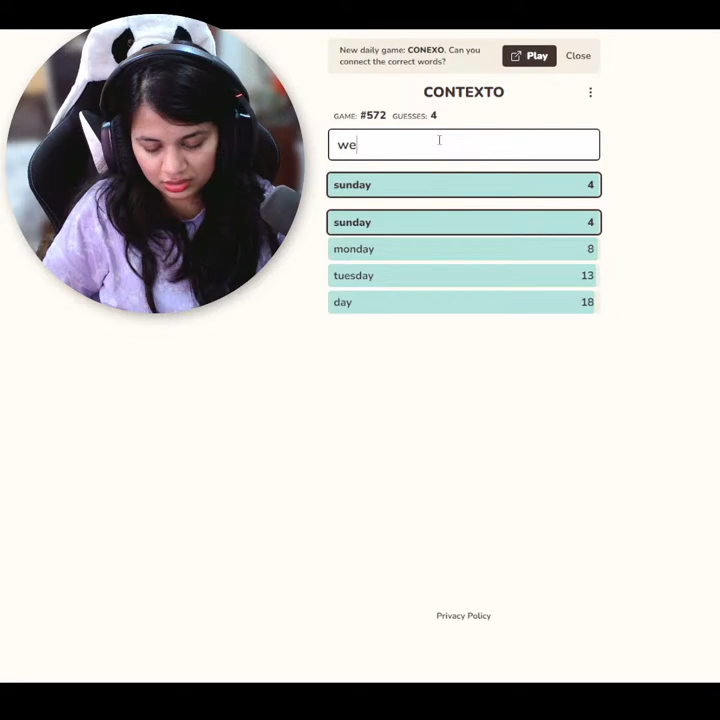 New daily game: CONEXO. Can you
connect the correct words?
Play
Close
CONTEXTO
GAME: #572 GUESSES: 4
we
sunday 4
sunday 4
monday 8
tuesday 13
day 18
Privacy Policy